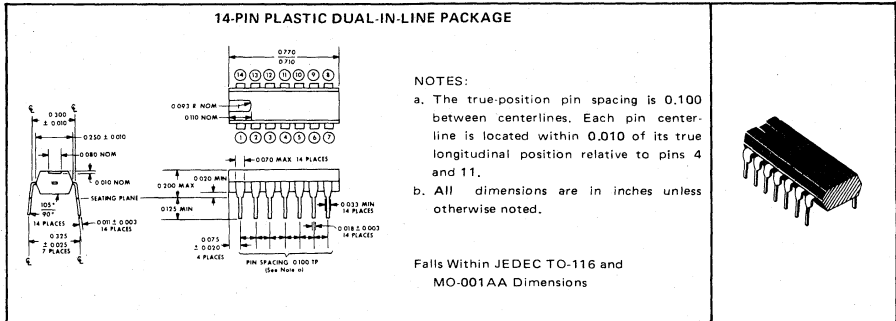 14-PIN PLASTIC DUAL-IN-LINE PACKAGE
0.770
0.710
14 13 12 11 10 9 8
0.093 R NOM
0.110 NOM
1 2 3 4 5 6 7
℄ ℄
0.300
± 0.010
0.250 ± 0.010
0.080 NOM
0.010 NOM
SEATING PLANE
105°
90°
14 PLACES
0.011 ± 0.003
14 PLACES
0.325
± 0.025
7 PLACES
℄ ℄
0.070 MAX 14 PLACES
0.020 MIN
0.200 MAX
0.125 MIN
0.033 MIN
14 PLACES
0.018 ± 0.003
14 PLACES
0.075
± 0.020
4 PLACES
PIN SPACING 0.100 TP
(See Note a)
NOTES:
a. The true-position pin spacing is 0.100
between centerlines. Each pin center-
line is located within 0.010 of its true
longitudinal position relative to pins 4
and 11.
b. All dimensions are in inches unless
otherwise noted.
Falls Within JEDEC TO-116 and
MO-001AA Dimensions